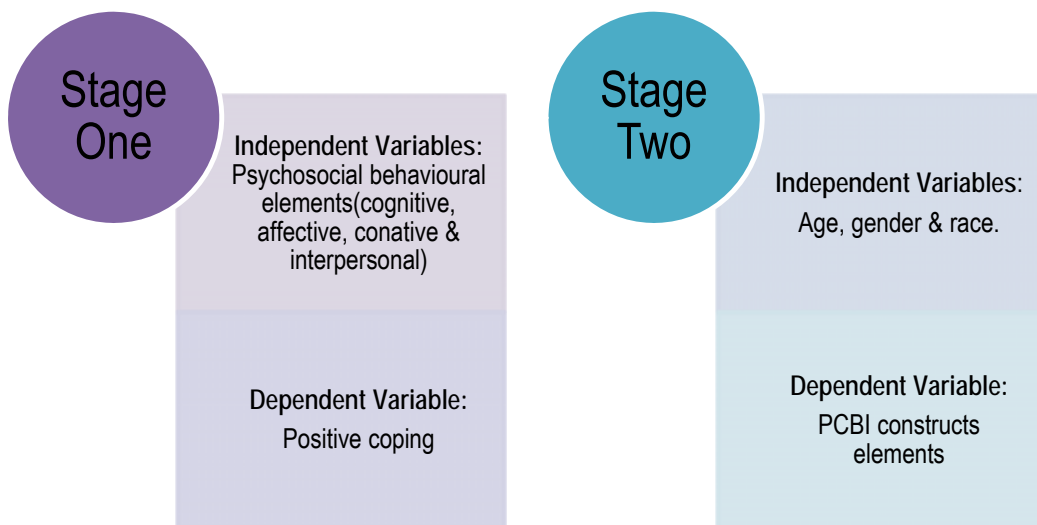 Stage
One
Independent Variables:
Psychosocial behavioural
elements(cognitive,
affective, conative &
interpersonal)
Dependent Variable:
Positive coping
Stage
Two
Independent Variables:
Age, gender & race.
Dependent Variable:
PCBI constructs
elements